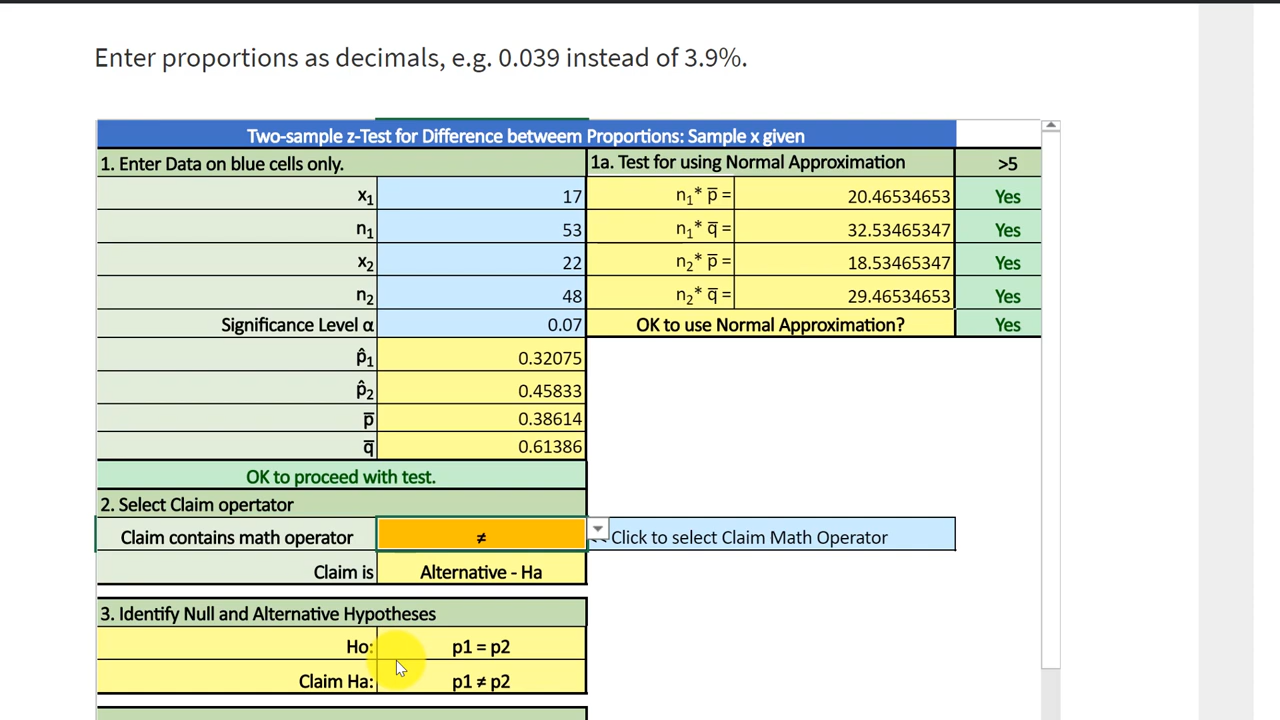 Enter proportions as decimals, e.g. 0.039 instead of 3.9%.
Two-sample z-Test for Difference betweem Proportions: Sample x given
1. Enter Data on blue cells only. 1a. Test for using Normal Approximation >5
x₁ 17 n₁* p̅ = 20.46534653 Yes
n₁ 53 n₁* q̅ = 32.53465347 Yes
x₂ 22 n₂* p̅ = 18.53465347 Yes
n₂ 48 n₂* q̅ = 29.46534653 Yes
Significance Level α 0.07 OK to use Normal Approximation? Yes
p̂₁ 0.32075
p̂₂ 0.45833
p̅ 0.38614
q̅ 0.61386
OK to proceed with test.
2. Select Claim opertator
Claim contains math operator ≠ Click to select Claim Math Operator
Claim is Alternative - Ha
3. Identify Null and Alternative Hypotheses
Ho: p1 = p2
Claim Ha: p1 ≠ p2